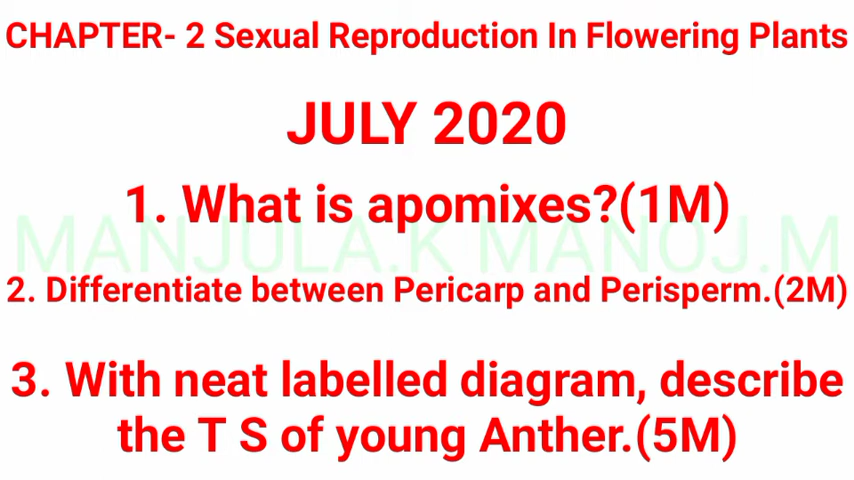 CHAPTER- 2 Sexual Reproduction In Flowering Plants
JULY 2020
1. What is apomixes?(1M)
MANJULA.K MANOJ.M
2. Differentiate between Pericarp and Perisperm.(2M)
3. With neat labelled diagram, describe
the T S of young Anther.(5M)